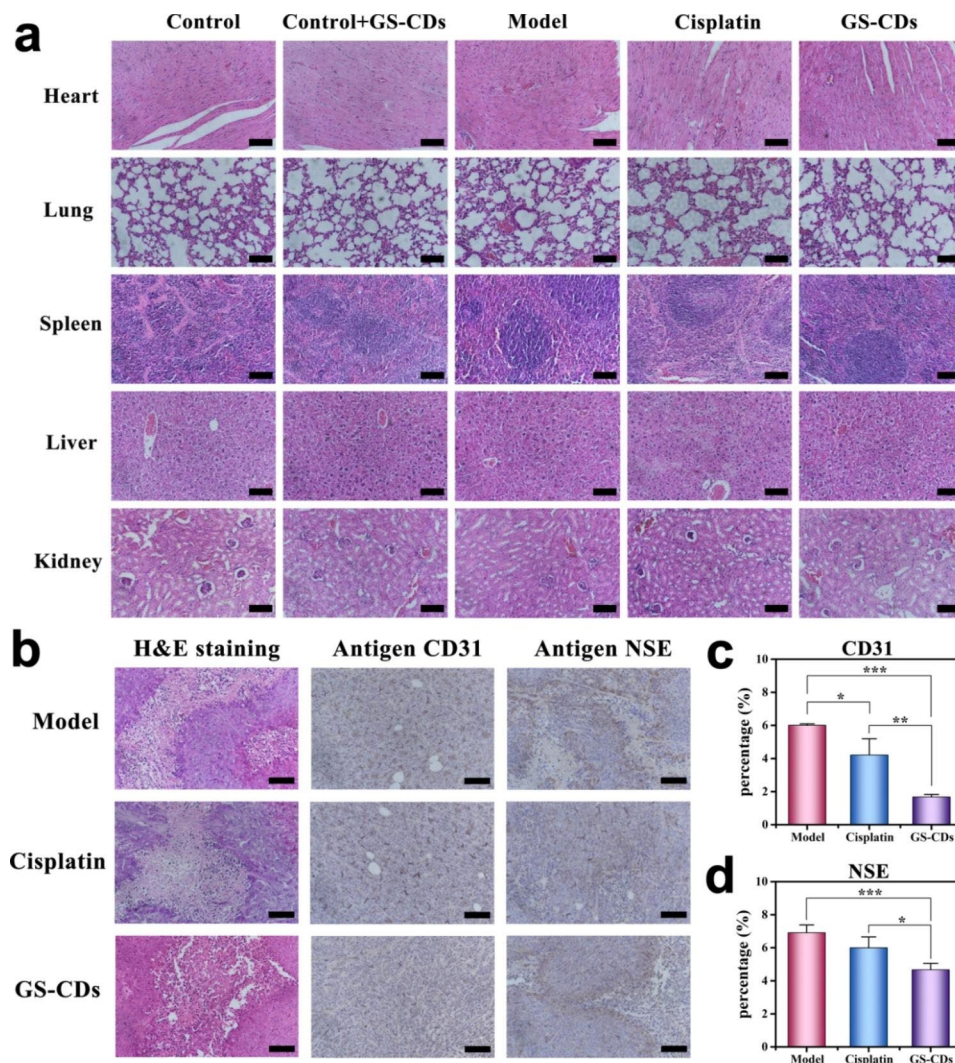 a
Control Control+GS-CDs Model Cisplatin GS-CDs
Heart
Lung
Spleen
Liver
Kidney
b
H&E staining Antigen CD31 Antigen NSE
Model
Cisplatin
GS-CDs
c
CD31
percentage (%)
10
8
6
4
2
0
***
*
**
Model Cisplatin GS-CDs
d
NSE
percentage (%)
10
8
6
4
2
0
***
*
Model Cisplatin GS-CDs